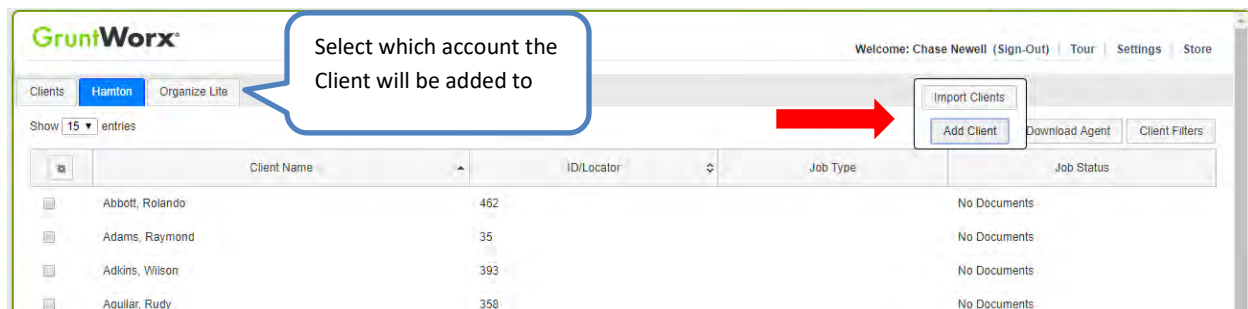 GruntWorx
Select which account the
Client will be added to
Welcome: Chase Newell (Sign-Out) | Tour | Settings | Store
Clients Hamton Organize Lite
Import Clients
Show 15 entries
Add Client Download Agent Client Filters
Client Name ID/Locator Job Type Job Status
Abbott, Rolando 462 No Documents
Adams, Raymond 35 No Documents
Adkins, Wilson 393 No Documents
Aguilar, Rudy 358 No Documents